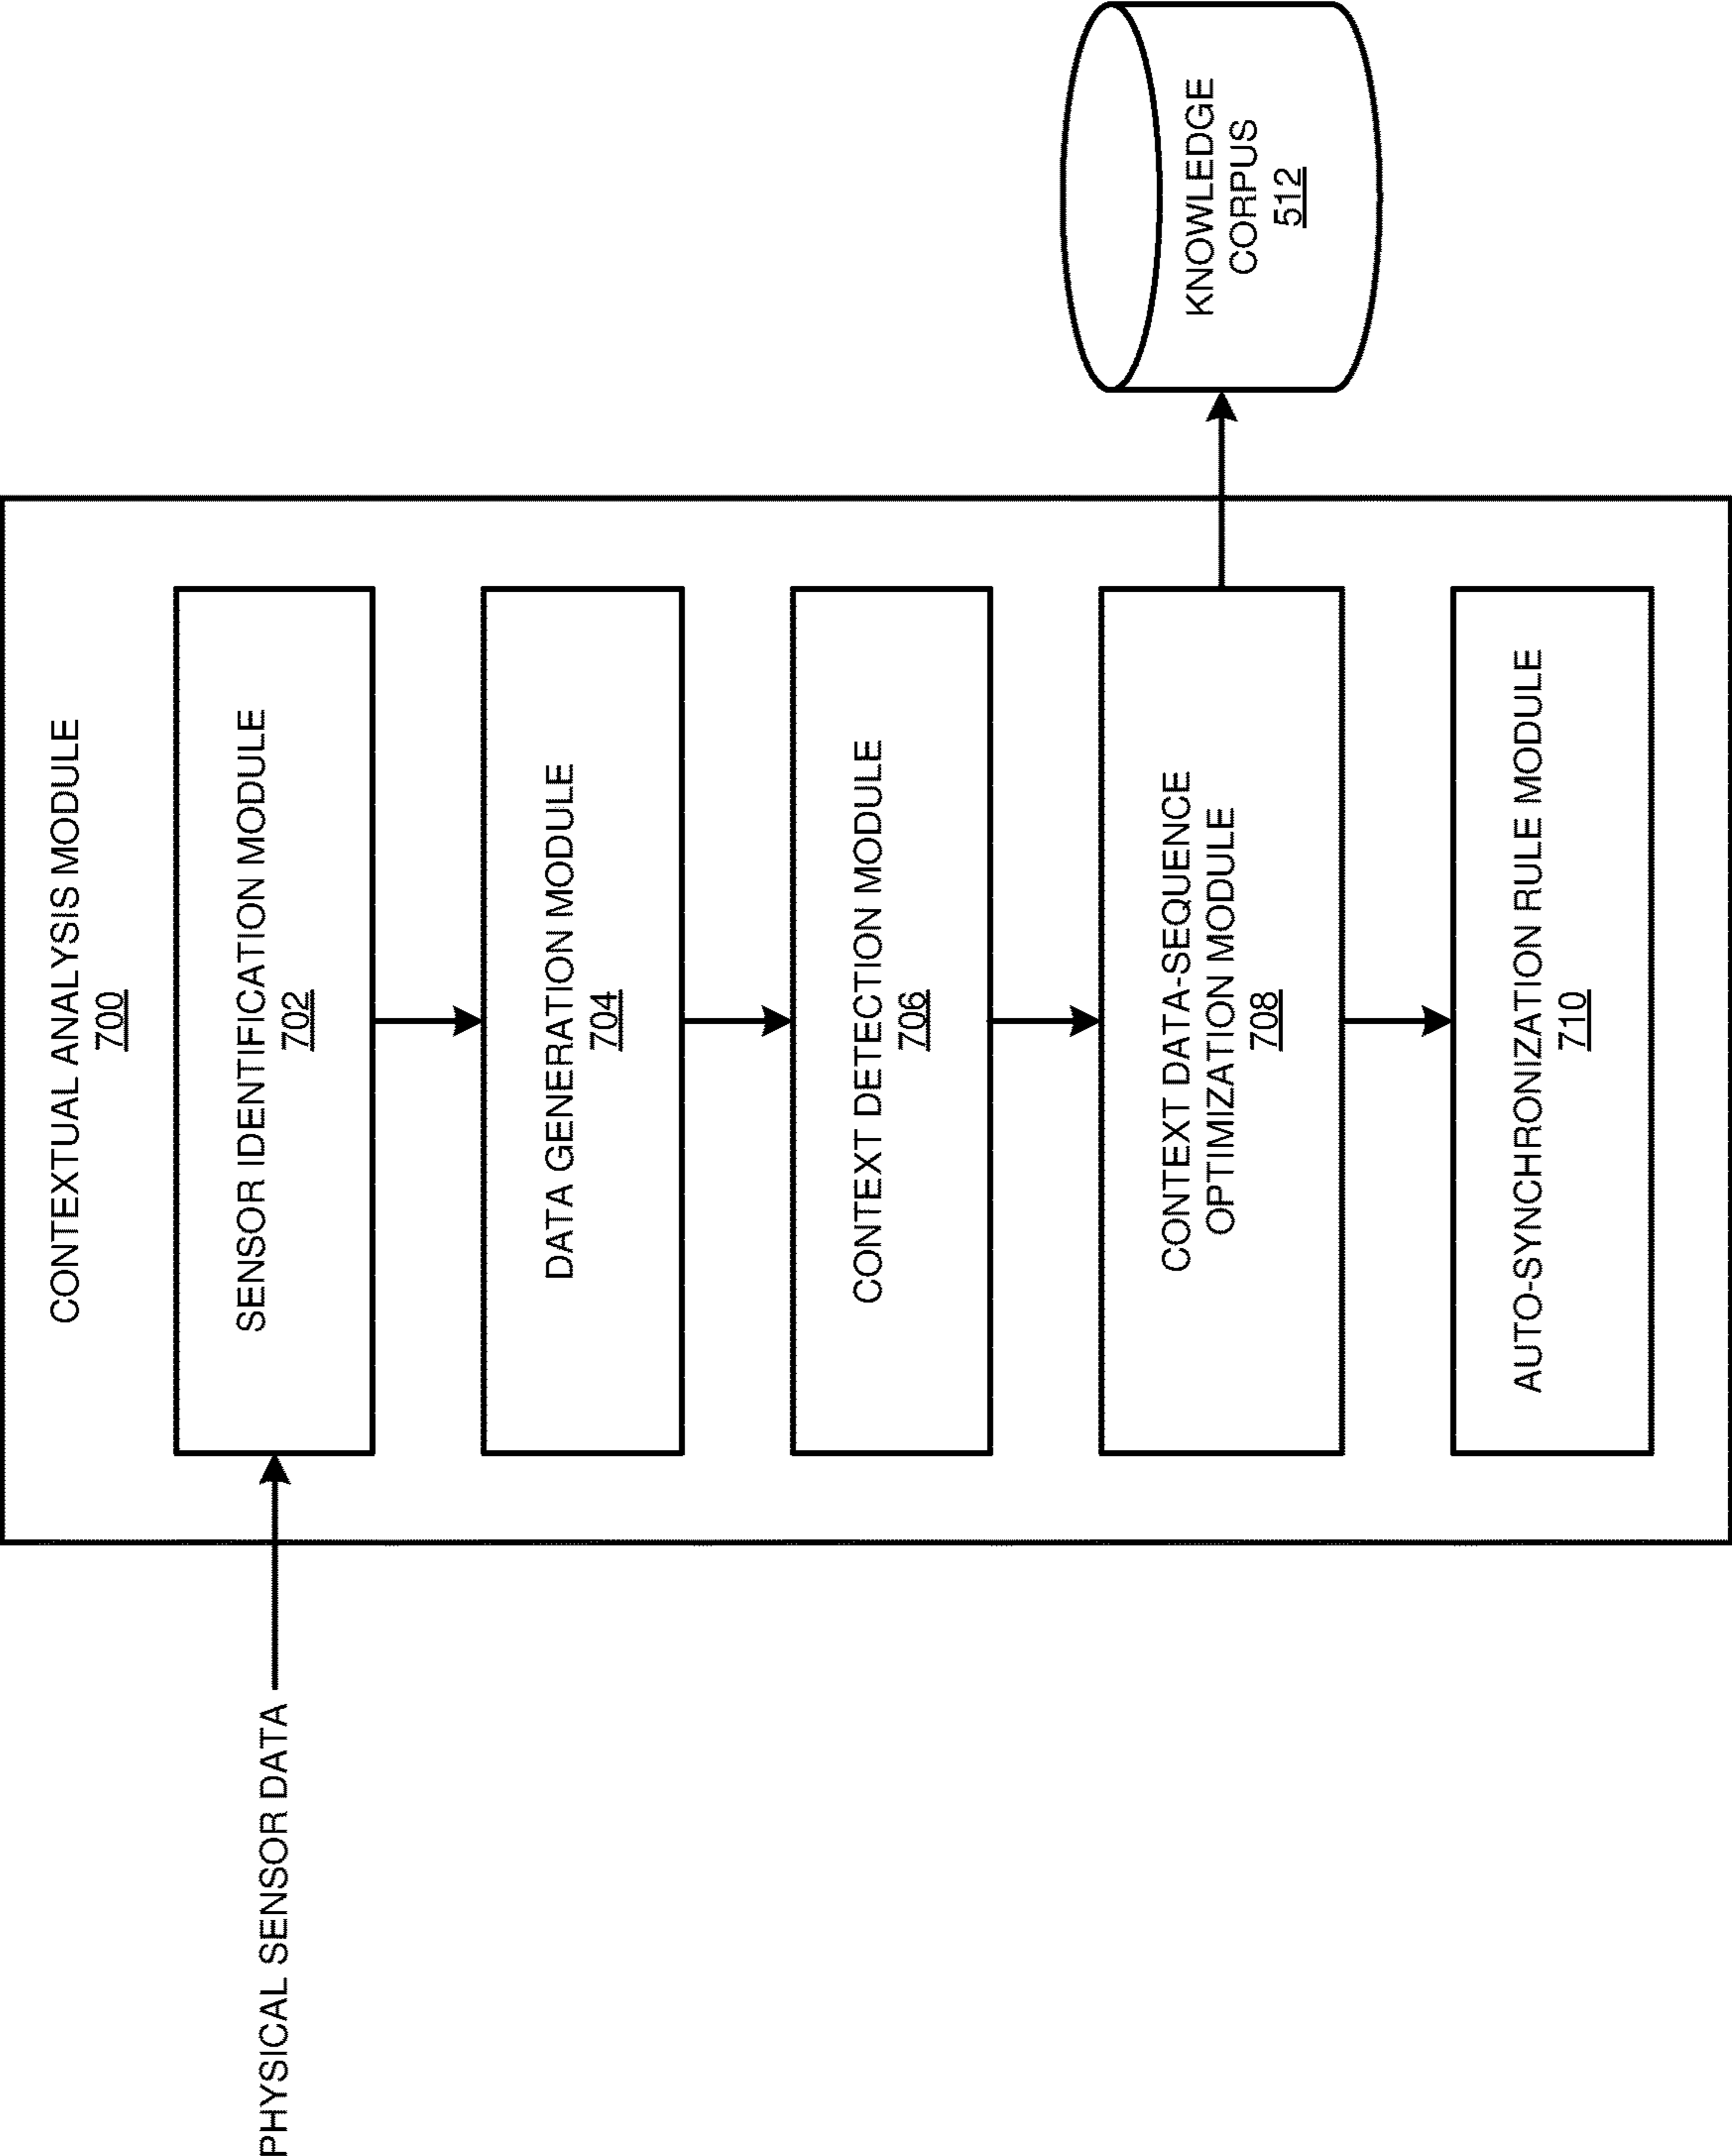 CONTEXTUAL ANALYSIS MODULE
700
PHYSICAL SENSOR DATA
SENSOR IDENTIFICATION MODULE
702
DATA GENERATION MODULE
704
CONTEXT DETECTION MODULE
706
CONTEXT DATA-SEQUENCE
OPTIMIZATION MODULE
708
KNOWLEDGE
CORPUS
512
AUTO-SYNCHRONIZATION RULE MODULE
710